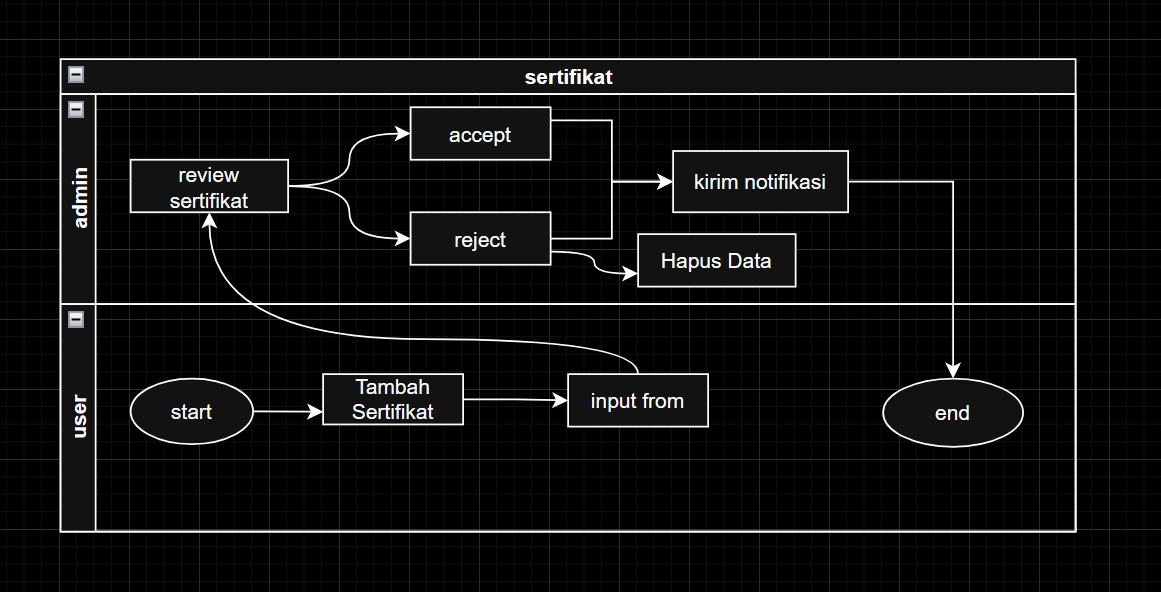 sertifikat
admin
review
sertifikat
accept
reject
kirim notifikasi
Hapus Data
user
start
Tambah
Sertifikat
input from
end